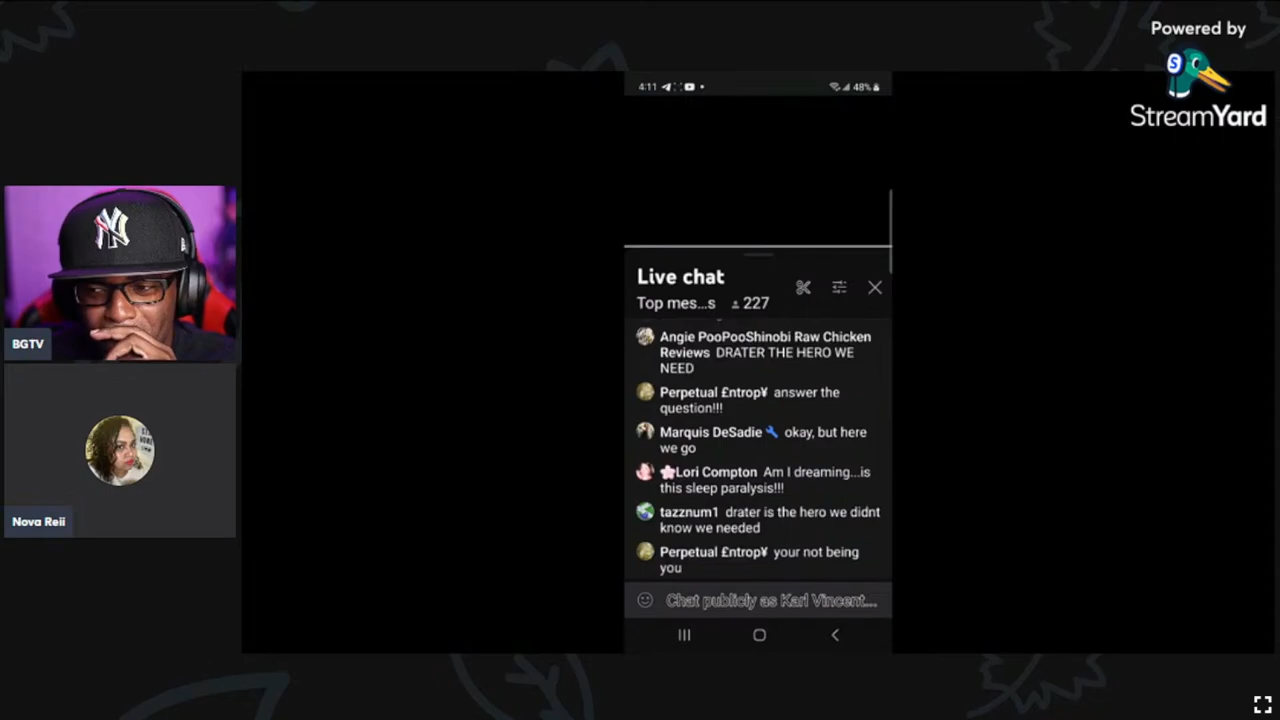 Powered by
StreamYard
4:11
48%
Live chat
Top mes...s 227
Angie PooPooShinobi Raw Chicken
Reviews DRATER THE HERO WE
NEED
Perpetual £ntrop¥ answer the
question!!!
Marquis DeSadie okay, but here
we go
Lori Compton Am I dreaming...is
this sleep paralysis!!!
tazznum1 drater is the hero we didnt
know we needed
Perpetual £ntrop¥ your not being
you
Chat publicly as Karl Vincent...
NY
BGTV
Nova Reii